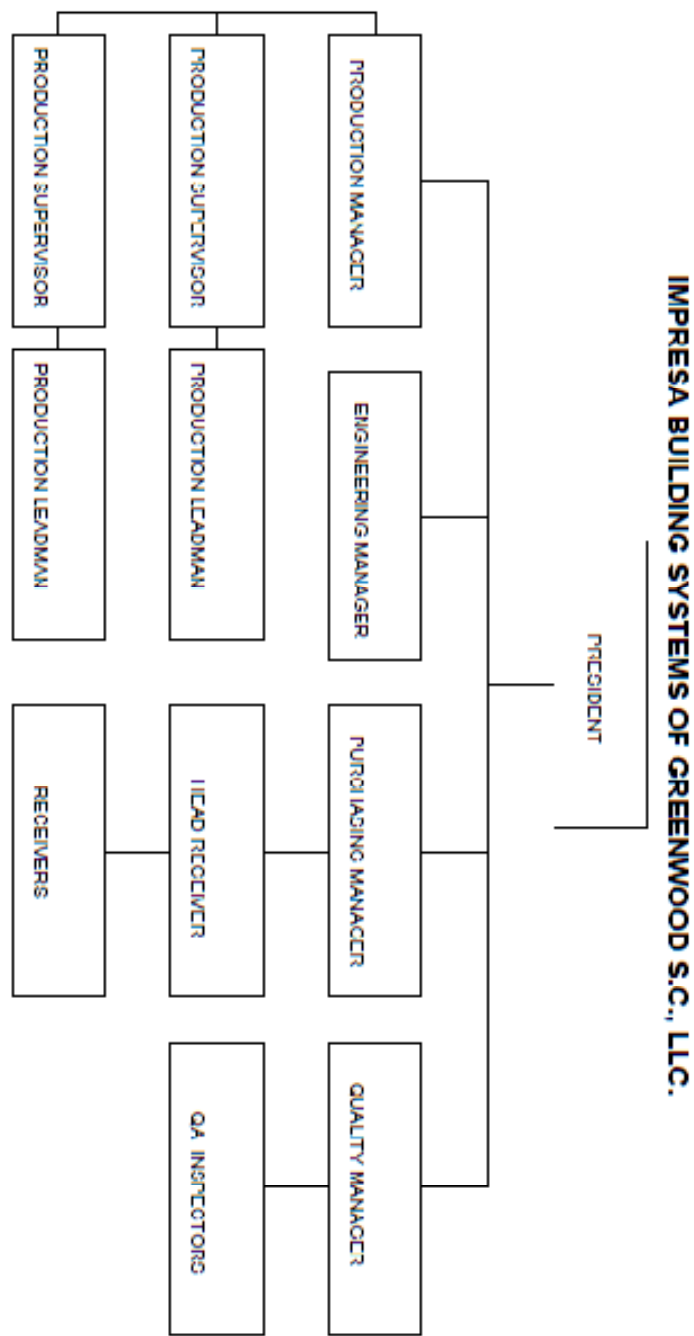 IMPRESA BUILDING SYSTEMS OF GREENWOOD S.C., LLC.
PRESIDENT
PRODUCTION MANAGER
ENGINEERING MANAGER
PURCHASING MANAGER
QUALITY MANAGER
PRODUCTION SUPERVISOR
PRODUCTION LEADMAN
HEAD RECEIVER
QA INSPECTORS
PRODUCTION SUPERVISOR
PRODUCTION LEADMAN
RECEIVERS